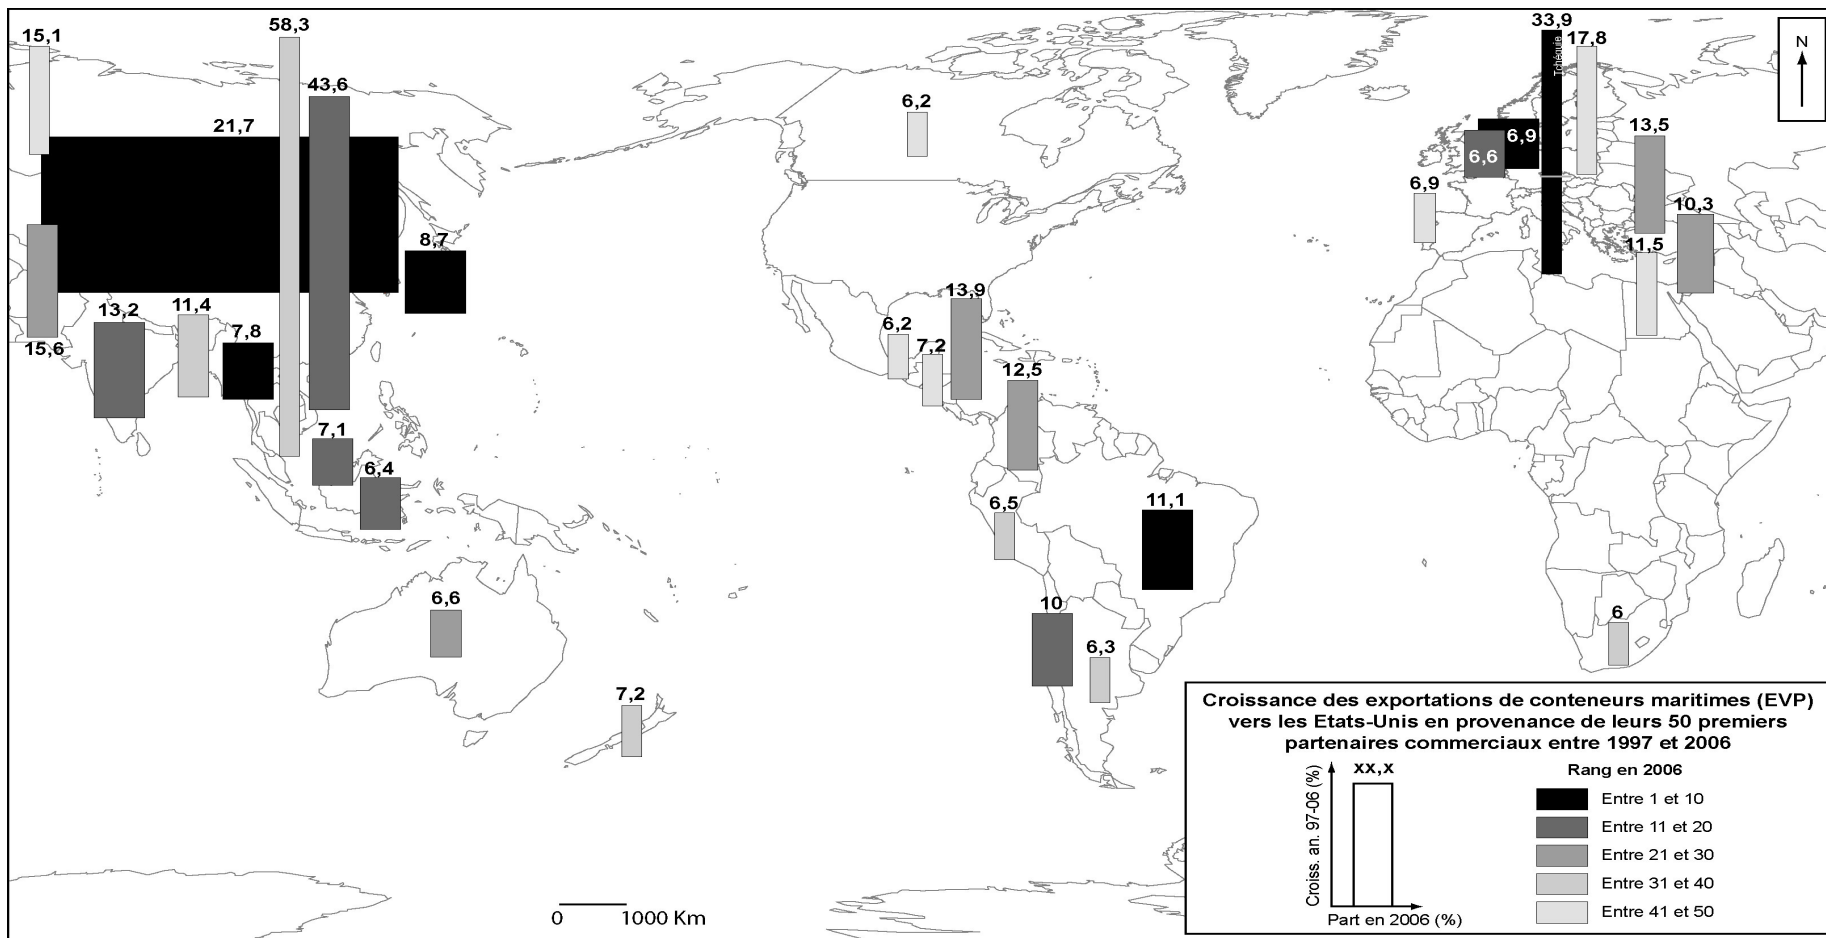 15,1
58,3
43,6
21,7
8,7
15,6
13,2
11,4
7,8
7,1
6,4
6,6
7,2
6,2
6,2
7,2
13,9
12,5
6,5
11,1
10
6,3
33,9
Tchéquie
17,8
6,9
6,6
13,5
6,9
10,3
11,5
6
N
0 1000 Km
Croissance des exportations de conteneurs maritimes (EVP)
vers les Etats-Unis en provenance de leurs 50 premiers
partenaires commerciaux entre 1997 et 2006
Croiss. an. 97-06 (%)
xx,x
Part en 2006 (%)
Rang en 2006
Entre 1 et 10
Entre 11 et 20
Entre 21 et 30
Entre 31 et 40
Entre 41 et 50